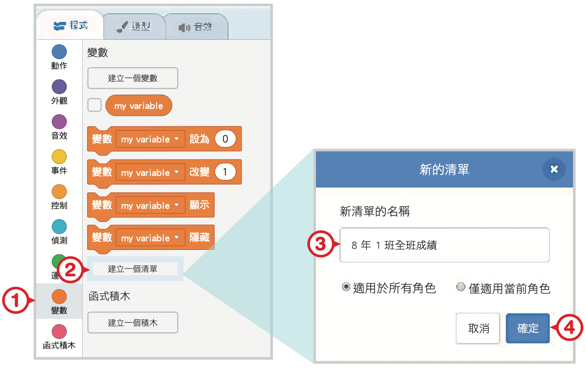 程式
造型
音效
動作
外觀
音效
事件
控制
偵測
運
變數
函式積木
變數
建立一個變數
my variable
變數 my variable 設為 0
變數 my variable 改變 1
變數 my variable 顯示
變數 my variable 隱藏
② 建立一個清單
①
函式積木
建立一個積木
新的清單
新清單的名稱
③ 8 年 1 班全班成績
適用於所有角色 僅適用當前角色
取消 確定 ④